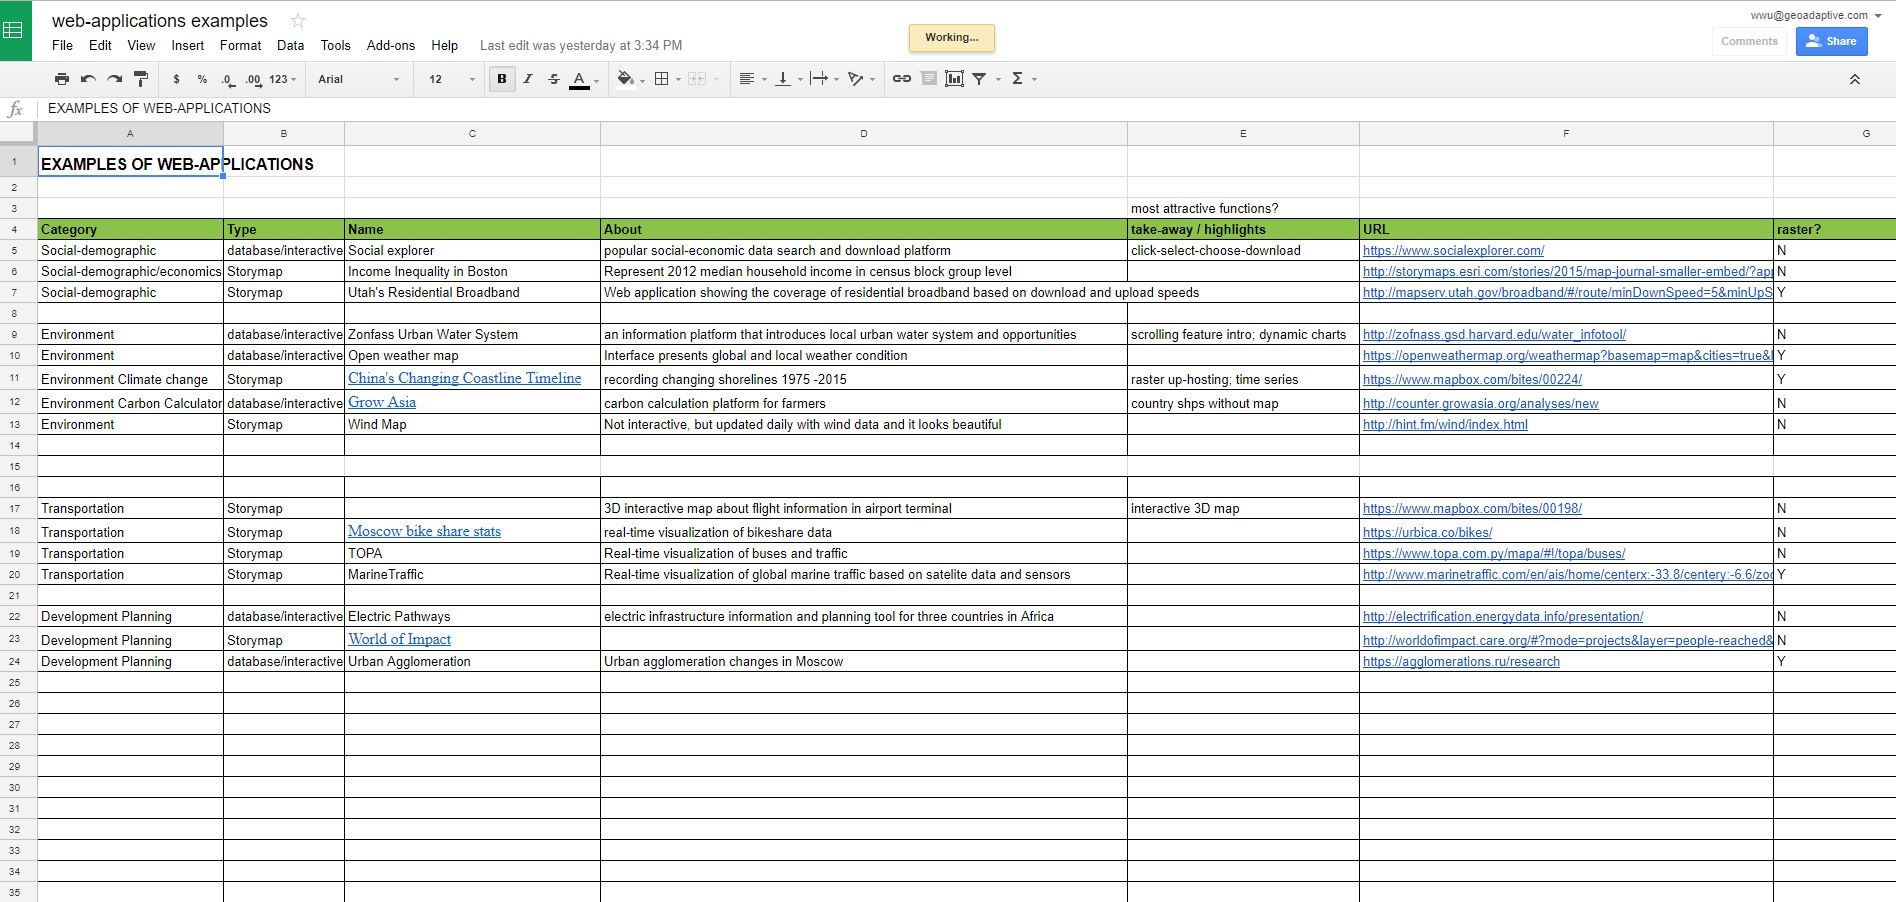 web-applications examples
wwu@geoadaptive.com
File Edit View Insert Format Data Tools Add-ons Help Last edit was yesterday at 3:34 PM
Working...
Comments Share
$ % .0 .00 123 Arial 12 B I S A Σ
fx EXAMPLES OF WEB-APPLICATIONS
A B C D E F G
1 EXAMPLES OF WEB-APPLICATIONS
2
3 most attractive functions?
4 Category Type Name About take-away / highlights URL raster?
5 Social-demographic database/interactive Social explorer popular social-economic data search and download platform click-select-choose-download https://www.socialexplorer.com/ N
6 Social-demographic/economics Storymap Income Inequality in Boston Represent 2012 median household income in census block group level http://storymaps.esri.com/stories/2015/map-journal-smaller-embed/?app N
7 Social-demographic Storymap Utah's Residential Broadband Web application showing the coverage of residential broadband based on download and upload speeds http://mapserv.utah.gov/broadband/#/route/minDownSpeed=5&minUpS Y
8
9 Environment database/interactive Zonfass Urban Water System an information platform that introduces local urban water system and opportunities scrolling feature intro; dynamic charts http://zofnass.gsd.harvard.edu/water_infotool/ N
10 Environment database/interactive Open weather map Interface presents global and local weather condition https://openweathermap.org/weathermap?basemap=map&cities=true&l Y
11 Environment Climate change Storymap China's Changing Coastline Timeline recording changing shorelines 1975 -2015 raster up-hosting; time series https://www.mapbox.com/bites/00224/ Y
12 Environment Carbon Calculator database/interactive Grow Asia carbon calculation platform for farmers country shps without map http://counter.growasia.org/analyses/new N
13 Environment Storymap Wind Map Not interactive, but updated daily with wind data and it looks beautiful http://hint.fm/wind/index.html N
14
15
16
17 Transportation Storymap 3D interactive map about flight information in airport terminal interactive 3D map https://www.mapbox.com/bites/00198/ N
18 Transportation Storymap Moscow bike share stats real-time visualization of bikeshare data https://urbica.co/bikes/ N
19 Transportation Storymap TOPA Real-time visualization of buses and traffic https://www.topa.com.py/mapa/#!/topa/buses/ N
20 Transportation Storymap MarineTraffic Real-time visualization of global marine traffic based on satelite data and sensors http://www.marinetraffic.com/en/ais/home/centerx:-33.8/centery:-6.6/zoo Y
21
22 Development Planning database/interactive Electric Pathways electric infrastructure information and planning tool for three countries in Africa http://electrification.energydata.info/presentation/ N
23 Development Planning Storymap World of Impact http://worldofimpact.care.org/#?mode=projects&layer=people-reached& N
24 Development Planning database/interactive Urban Agglomeration Urban agglomeration changes in Moscow https://agglomerations.ru/research Y
25
26
27
28
29
30
31
32
33
34
35